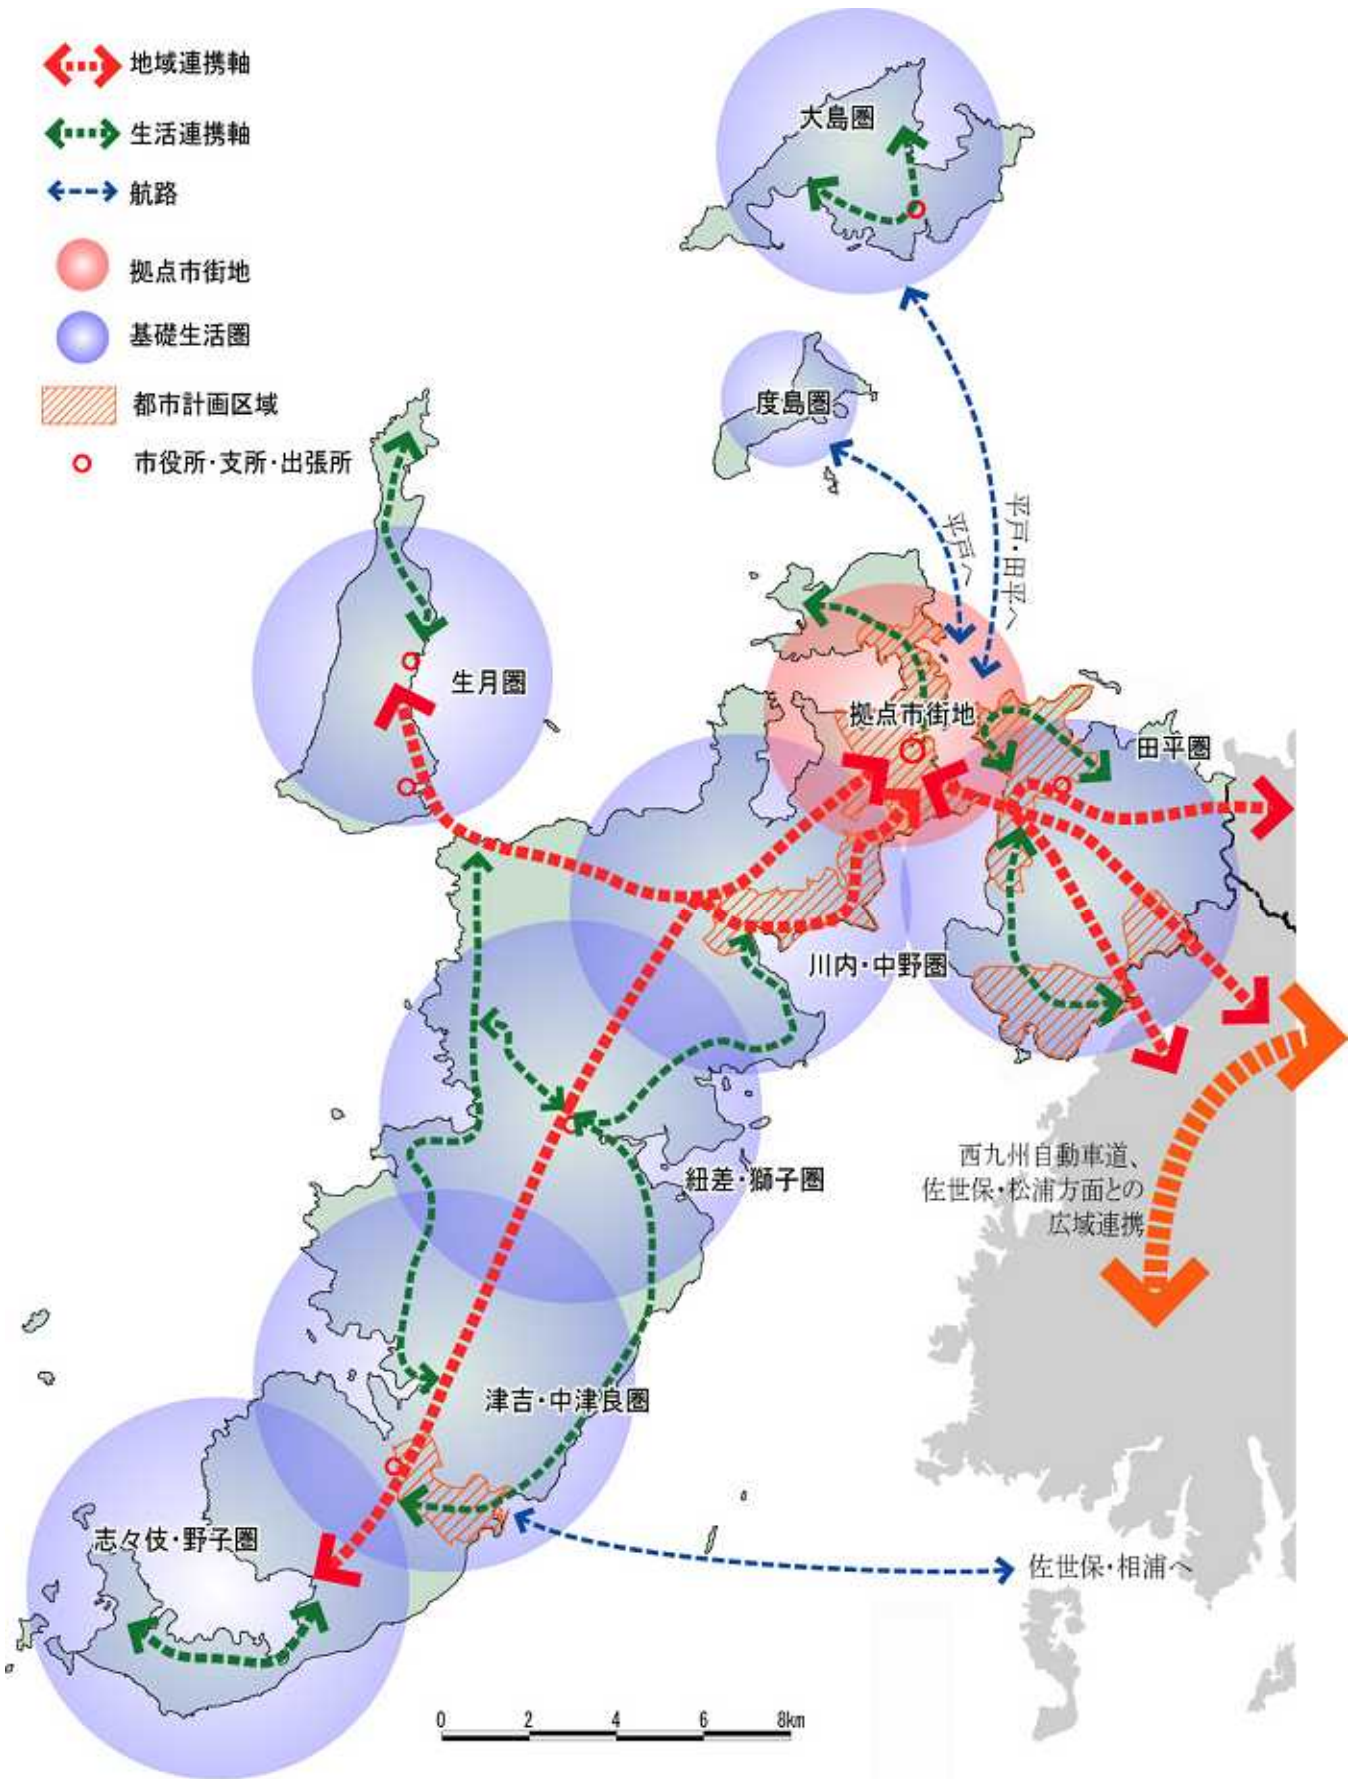 地域連携軸
生活連携軸
航路
拠点市街地
基礎生活圏
都市計画区域
市役所・支所・出張所
大島圏
度島圏
平戸へ
平戸・田平へ
生月圏
拠点市街地
田平圏
川内・中野圏
紐差・獅子圏
西九州自動車道、
佐世保・松浦方面との
広域連携
津吉・中津良圏
志々伎・野子圏
佐世保・相浦へ
0 2 4 6 8km